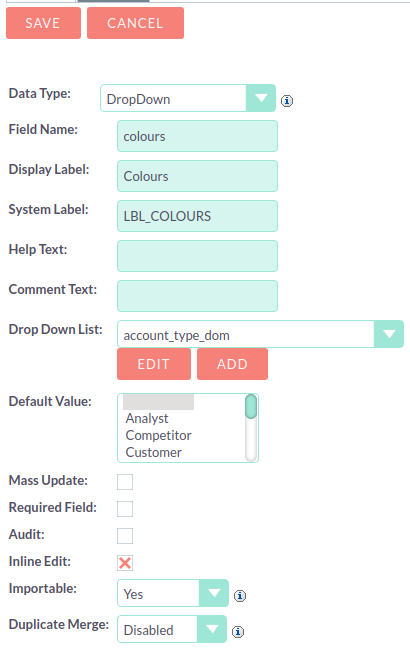 SAVE CANCEL
Data Type: DropDown
Field Name: colours
Display Label: Colours
System Label: LBL_COLOURS
Help Text:
Comment Text:
Drop Down List: account_type_dom
EDIT ADD
Default Value:
Analyst
Competitor
Customer
Mass Update:
Required Field:
Audit:
Inline Edit:
Importable: Yes
Duplicate Merge: Disabled